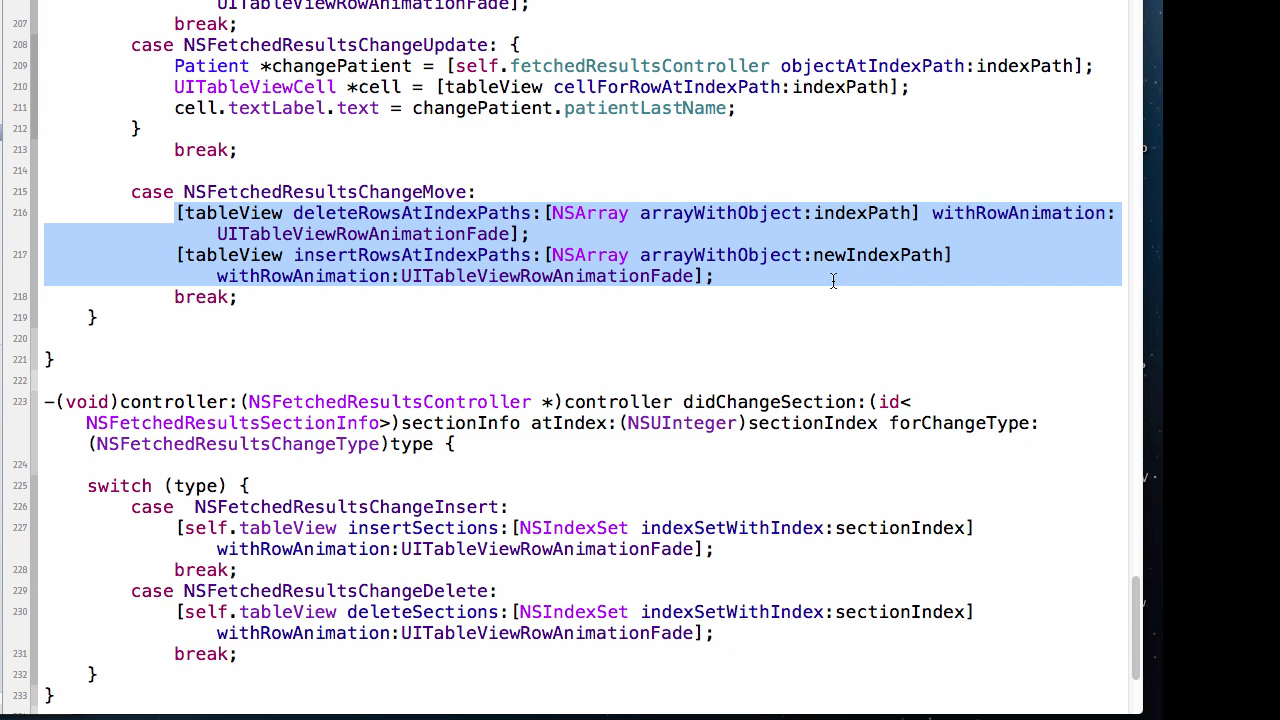 UITableViewRowAnimationFade];
207 break;
208 case NSFetchedResultsChangeUpdate: {
209 Patient *changePatient = [self.fetchedResultsController objectAtIndexPath:indexPath];
210 UITableViewCell *cell = [tableView cellForRowAtIndexPath:indexPath];
211 cell.textLabel.text = changePatient.patientLastName;
212 }
213 break;
214
215 case NSFetchedResultsChangeMove:
216 [tableView deleteRowsAtIndexPaths:[NSArray arrayWithObject:indexPath] withRowAnimation:
UITableViewRowAnimationFade];
217 [tableView insertRowsAtIndexPaths:[NSArray arrayWithObject:newIndexPath]
withRowAnimation:UITableViewRowAnimationFade];
218 break;
219 }
220
221 }
222
223 -(void)controller:(NSFetchedResultsController *)controller didChangeSection:(id<
NSFetchedResultsSectionInfo>)sectionInfo atIndex:(NSUInteger)sectionIndex forChangeType:
(NSFetchedResultsChangeType)type {
224
225 switch (type) {
226 case  NSFetchedResultsChangeInsert:
227 [self.tableView insertSections:[NSIndexSet indexSetWithIndex:sectionIndex]
withRowAnimation:UITableViewRowAnimationFade];
228 break;
229 case NSFetchedResultsChangeDelete:
230 [self.tableView deleteSections:[NSIndexSet indexSetWithIndex:sectionIndex]
withRowAnimation:UITableViewRowAnimationFade];
231 break;
232 }
233 }